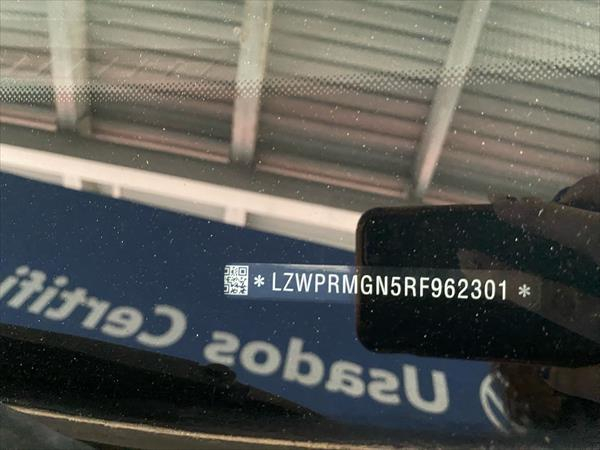 * LZWPRMGN5RF962301 *
Usados Certifi